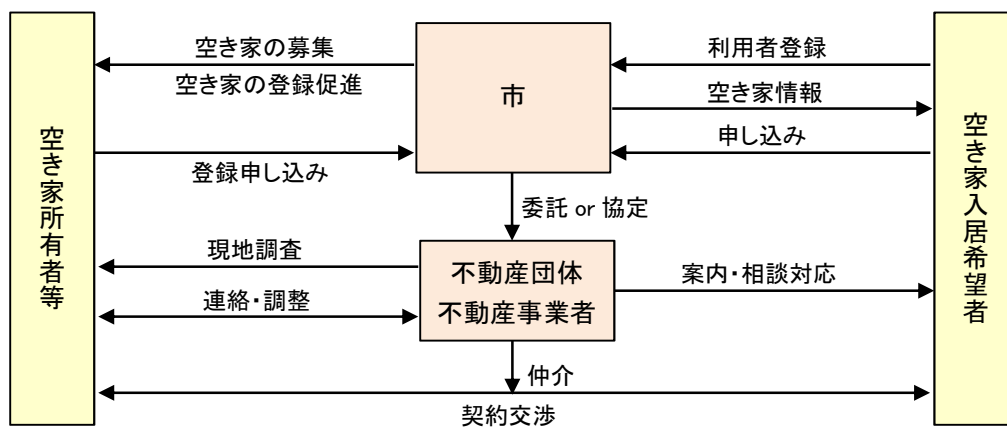 空き家所有者等
空き家の募集
空き家の登録促進
登録申し込み
市
利用者登録
空き家情報
申し込み
空き家入居希望者
委託 or 協定
現地調査
連絡・調整
不動産団体
不動産事業者
案内・相談対応
仲介
契約交渉